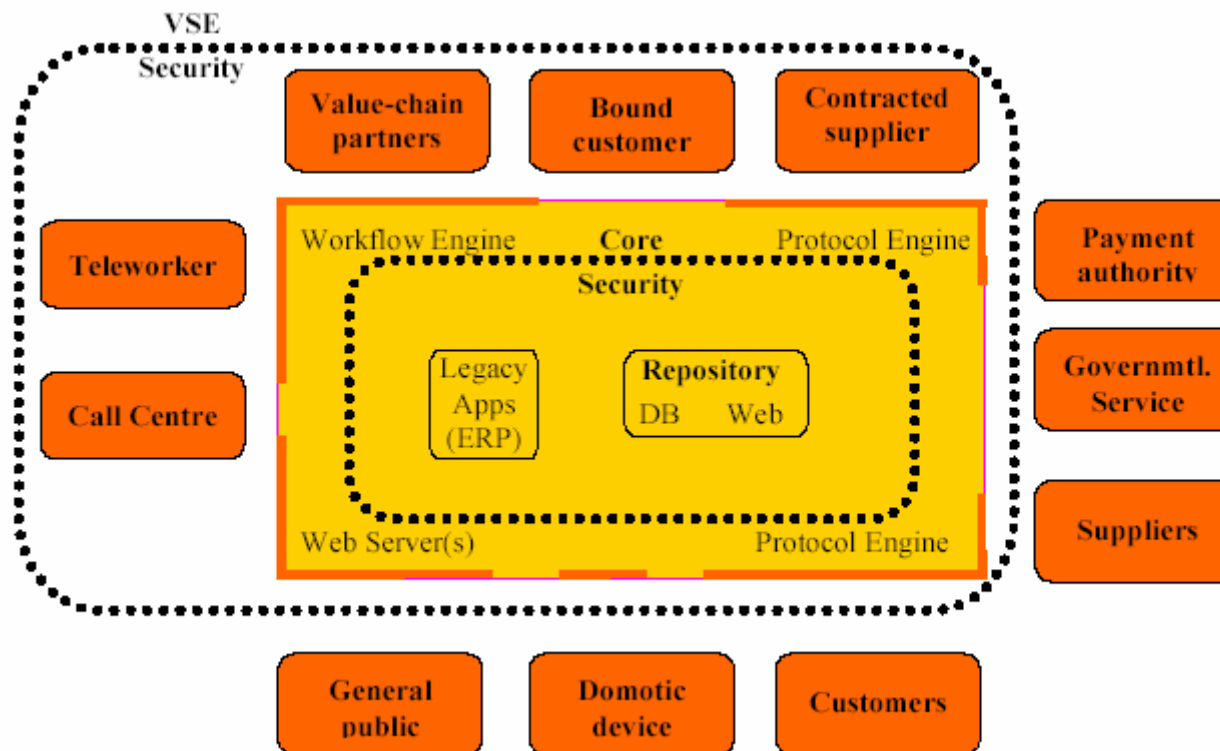 VSE
Security
Value-chain
partners
Bound
customer
Contracted
supplier
Teleworker
Call Centre
Workflow Engine
Core
Protocol Engine
Security
Legacy
Apps
(ERP)
Repository
DB Web
Web Server(s)
Protocol Engine
Payment
authority
Governmtl.
Service
Suppliers
General
public
Domotic
device
Customers